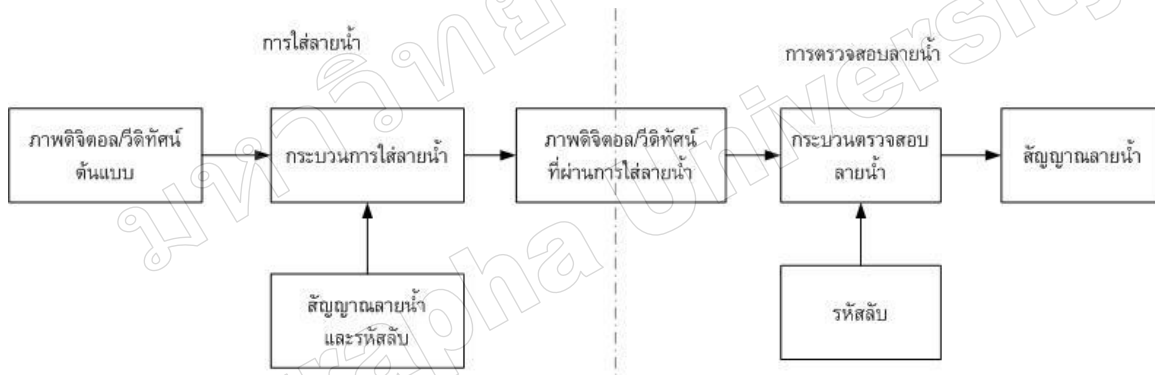 การใส่ลายน้ำ
การตรวจสอบลายน้ำ
ภาพดิจิตอล/วีดิทัศน์
ต้นแบบ
กระบวนการใส่ลายน้ำ
ภาพดิจิตอล/วีดิทัศน์
ที่ผ่านการใส่ลายน้ำ
กระบวนตรวจสอบ
ลายน้ำ
สัญญาณลายน้ำ
สัญญาณลายน้ำ
และรหัสลับ
รหัสลับ